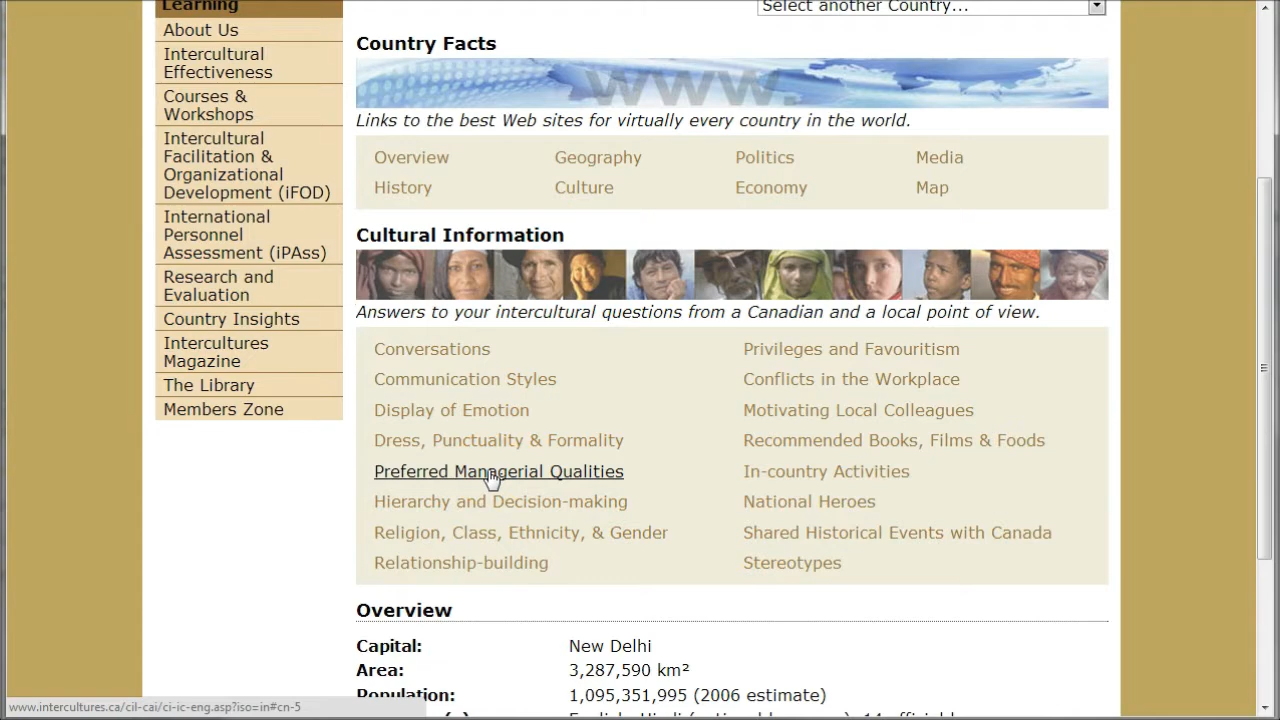 Learning
Select another Country...
About Us
Intercultural
Effectiveness
Courses &
Workshops
Intercultural
Facilitation &
Organizational
Development (iFOD)
International
Personnel
Assessment (iPAss)
Research and
Evaluation
Country Insights
Intercultures
Magazine
The Library
Members Zone
Country Facts
www.
Links to the best Web sites for virtually every country in the world.
Overview Geography Politics Media
History Culture Economy Map
Cultural Information
Answers to your intercultural questions from a Canadian and a local point of view.
Conversations Privileges and Favouritism
Communication Styles Conflicts in the Workplace
Display of Emotion Motivating Local Colleagues
Dress, Punctuality & Formality Recommended Books, Films & Foods
Preferred Managerial Qualities In-country Activities
Hierarchy and Decision-making National Heroes
Religion, Class, Ethnicity, & Gender Shared Historical Events with Canada
Relationship-building Stereotypes
Overview
Capital: New Delhi
Area: 3,287,590 km²
Population: 1,095,351,995 (2006 estimate)
www.intercultures.ca/cil-cai/ci-ic-eng.asp?iso=in#cn-5